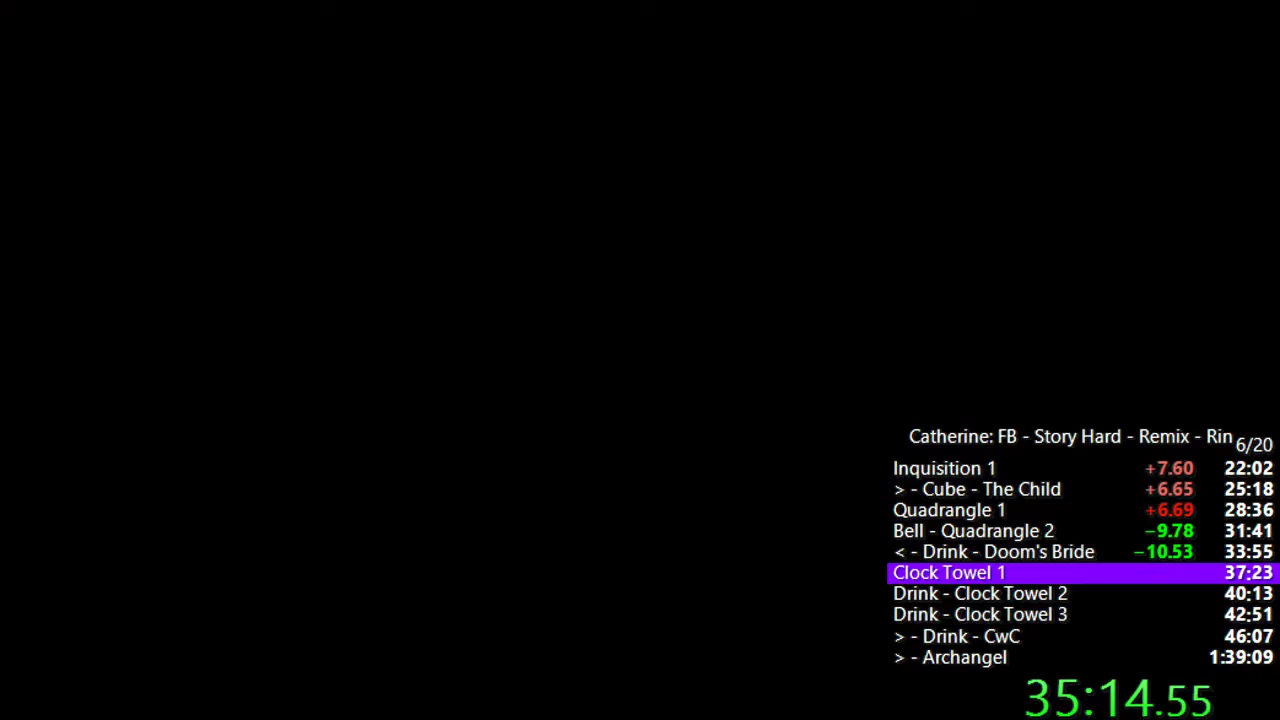 Catherine: FB - Story Hard - Remix - Rin 6/20
Inquisition 1 +7.60 22:02
> - Cube - The Child +6.65 25:18
Quadrangle 1 +6.69 28:36
Bell - Quadrangle 2 −9.78 31:41
< - Drink - Doom's Bride −10.53 33:55
Clock Towel 1 37:23
Drink - Clock Towel 2 40:13
Drink - Clock Towel 3 42:51
> - Drink - CwC 46:07
> - Archangel 1:39:09
35:14.55